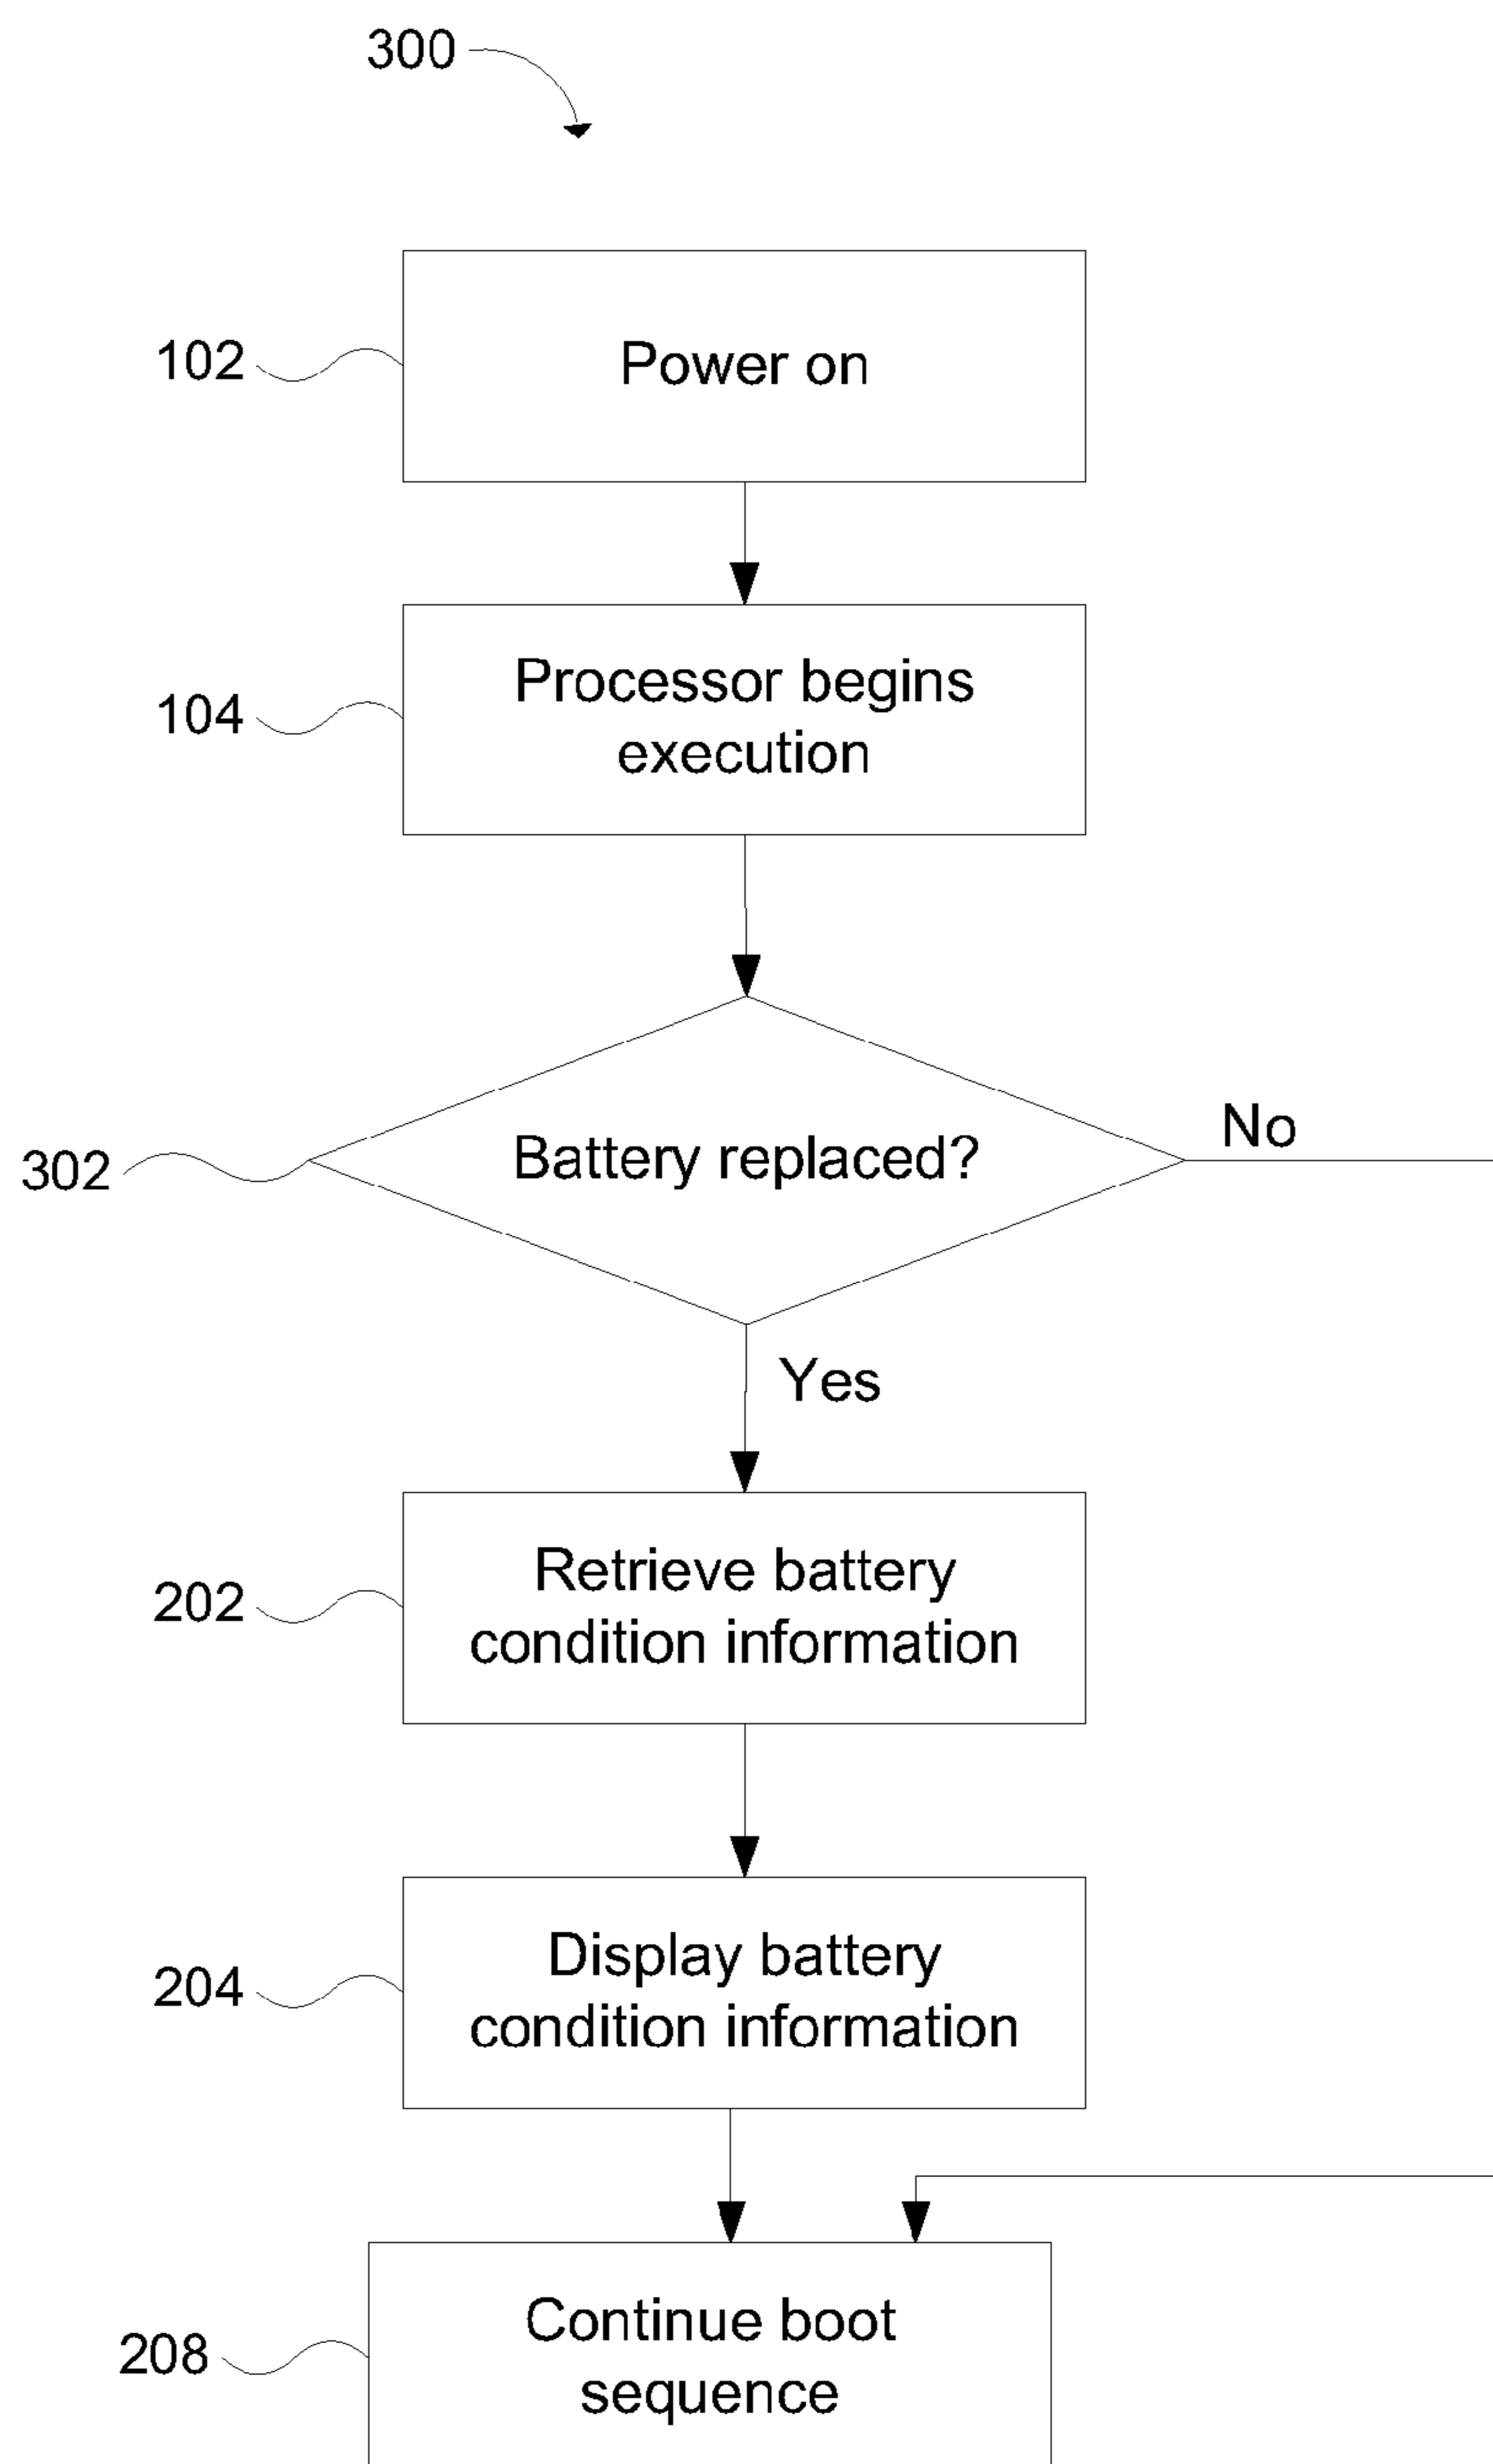 300
102
Power on
104
Processor begins
execution
302
Battery replaced?
No
Yes
202
Retrieve battery
condition information
204
Display battery
condition information
208
Continue boot
sequence